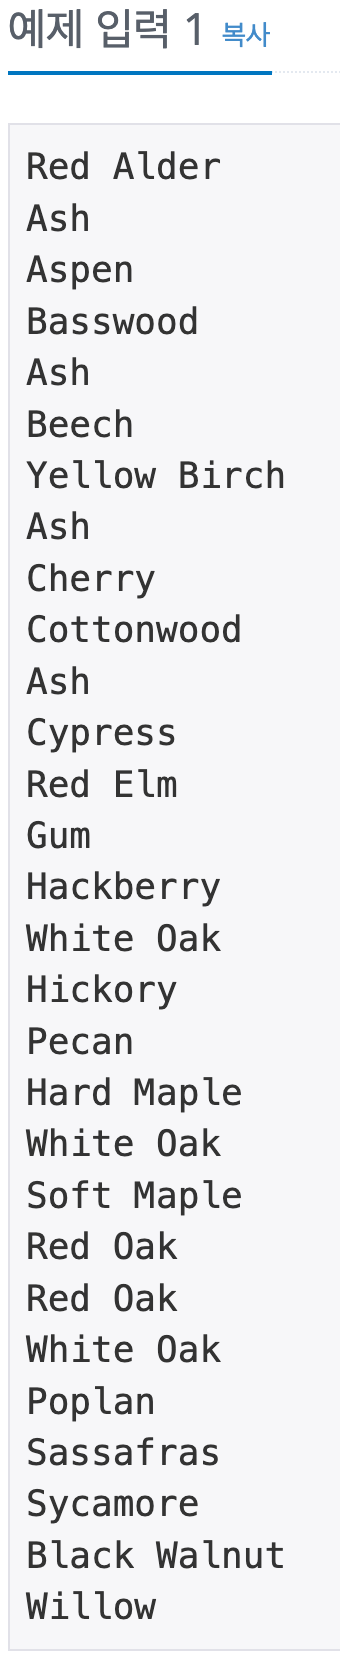 예제 입력 1 복사
Red Alder
Ash
Aspen
Basswood
Ash
Beech
Yellow Birch
Ash
Cherry
Cottonwood
Ash
Cypress
Red Elm
Gum
Hackberry
White Oak
Hickory
Pecan
Hard Maple
White Oak
Soft Maple
Red Oak
Red Oak
White Oak
Poplan
Sassafras
Sycamore
Black Walnut
Willow